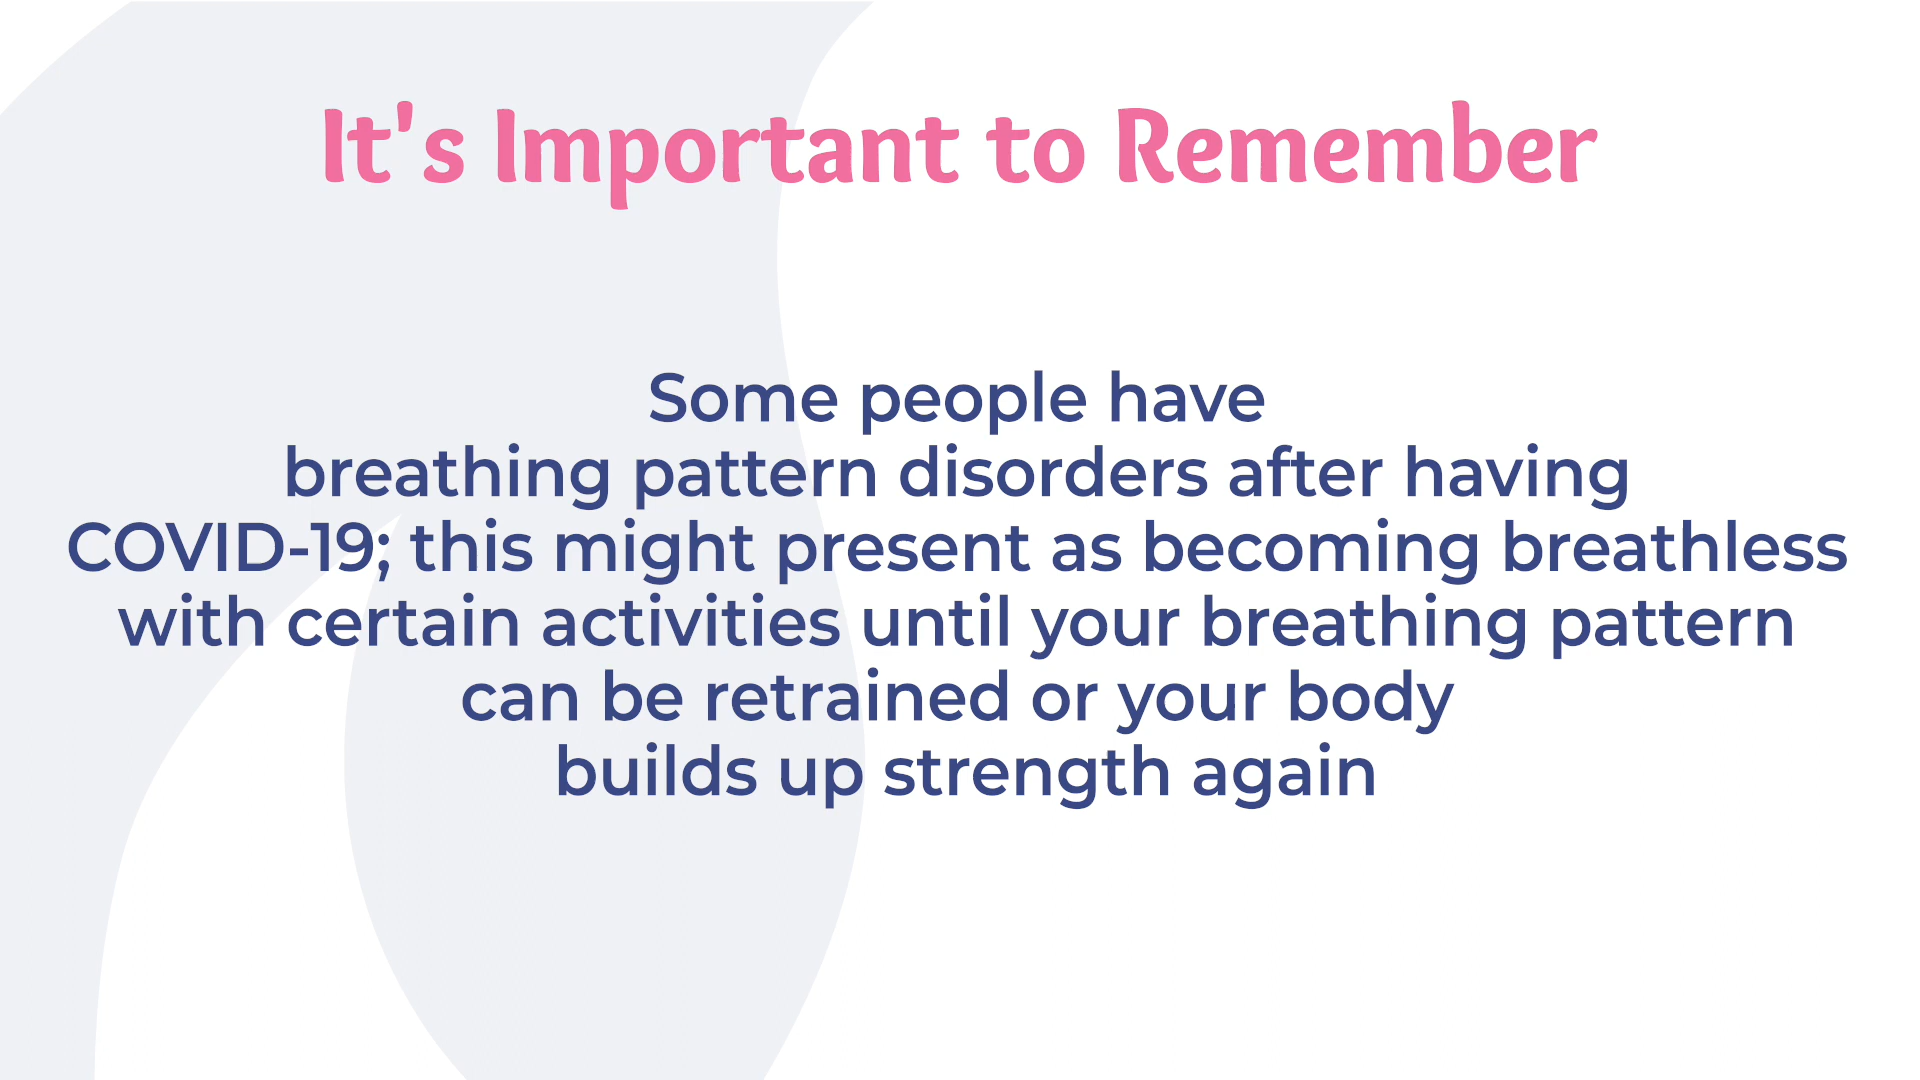 It's Important to Remember
Some people have
breathing pattern disorders after having
COVID-19; this might present as becoming breathless
with certain activities until your breathing pattern
can be retrained or your body
builds up strength again